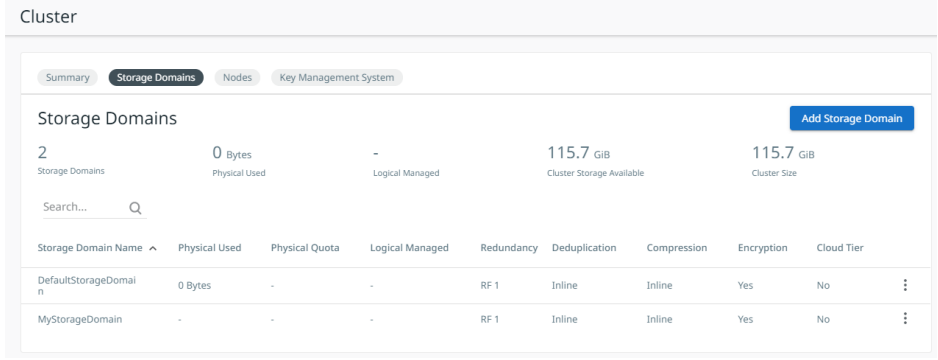 Cluster
Summary Storage Domains Nodes Key Management System
Storage Domains Add Storage Domain
2 0 Bytes - 115.7 GiB 115.7 GiB
Storage Domains Physical Used Logical Managed Cluster Storage Available Cluster Size
Search...
Storage Domain Name Physical Used Physical Quota Logical Managed Redundancy Deduplication Compression Encryption Cloud Tier
DefaultStorageDomai
n 0 Bytes - - RF 1 Inline Inline Yes No
MyStorageDomain - - - RF 1 Inline Inline Yes No